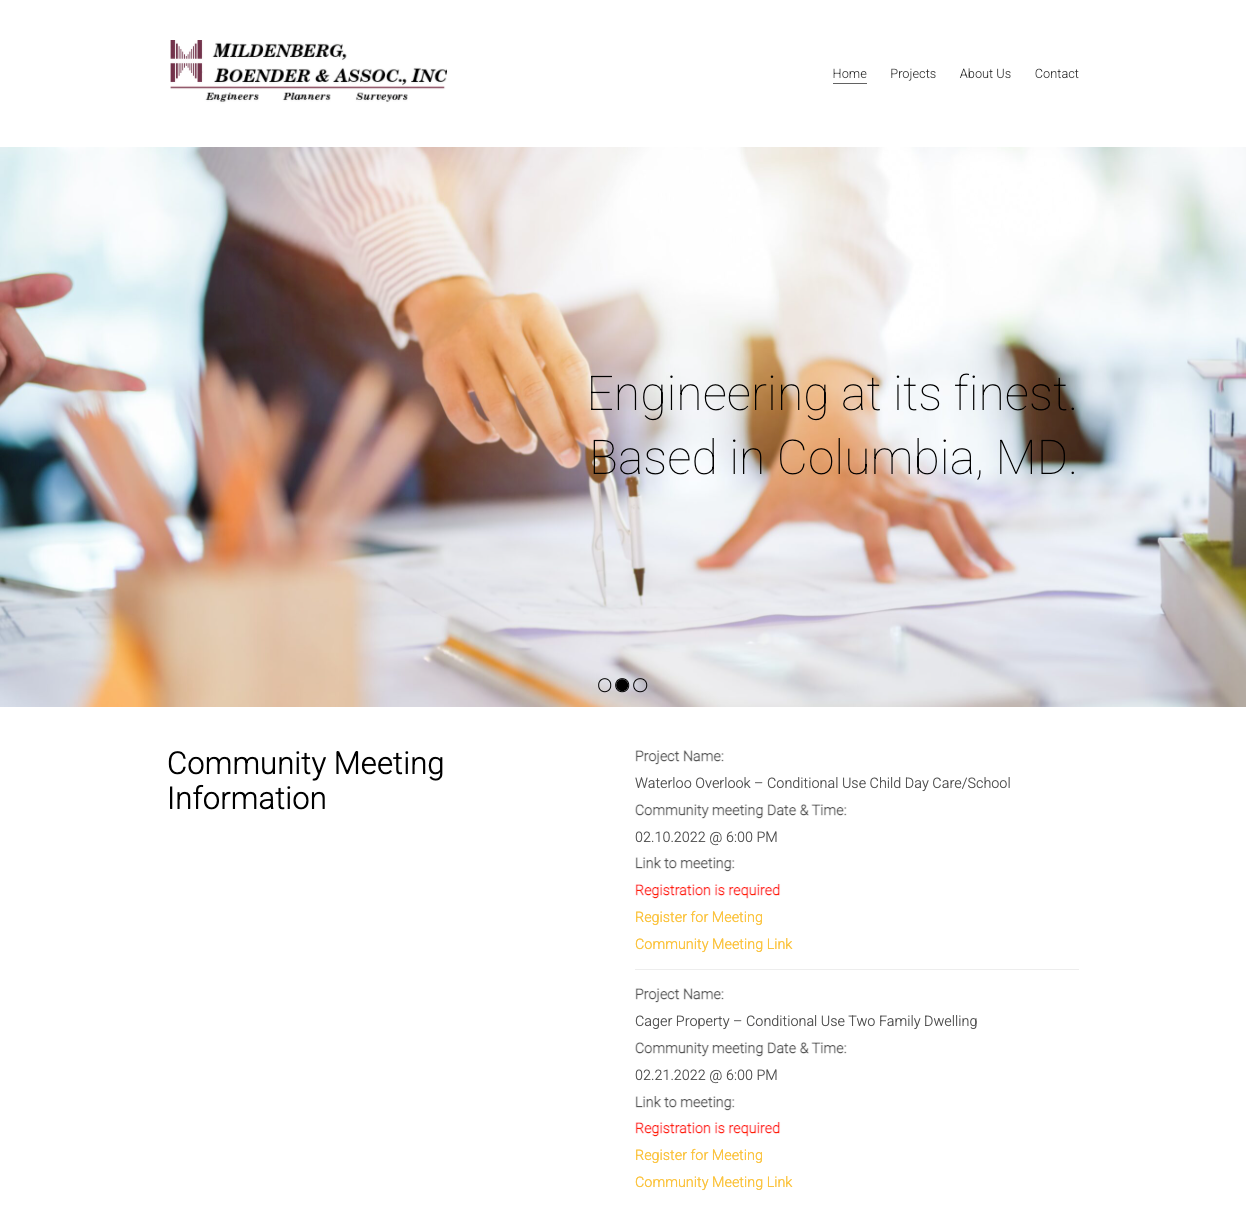 MILDENBERG,
BOENDER & ASSOC., INC
Engineers Planners Surveyors
Home Projects About Us Contact
Engineering at its finest.
Based in Columbia, MD.
Community Meeting
Information
Project Name:
Waterloo Overlook – Conditional Use Child Day Care/School
Community meeting Date & Time:
02.10.2022 @ 6:00 PM
Link to meeting:
Registration is required
Register for Meeting
Community Meeting Link
Project Name:
Cager Property – Conditional Use Two Family Dwelling
Community meeting Date & Time:
02.21.2022 @ 6:00 PM
Link to meeting:
Registration is required
Register for Meeting
Community Meeting Link